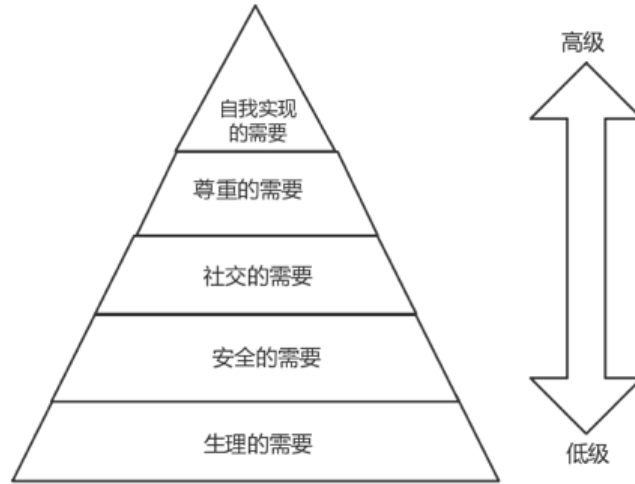 高级
自我实现
的需要
尊重的需要
社交的需要
安全的需要
生理的需要
低级